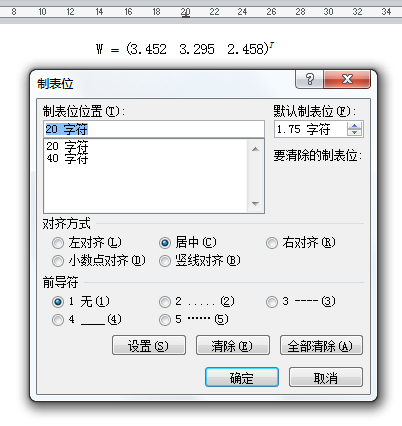 8 10 12 14 16 18 20 22 24 26 28 30 32 34
W = (3.452 3.295 2.458)ᵀ
制表位
制表位位置(T): 默认制表位(F):
20 字符 1.75 字符
20 字符 要清除的制表位:
40 字符
对齐方式
左对齐(L) 居中(C) 右对齐(R)
小数点对齐(D) 竖线对齐(B)
前导符
1 无(1) 2 .....(2) 3 ----(3)
4 ____(4) 5 ······(5)
设置(S) 清除(E) 全部清除(A)
确定 取消